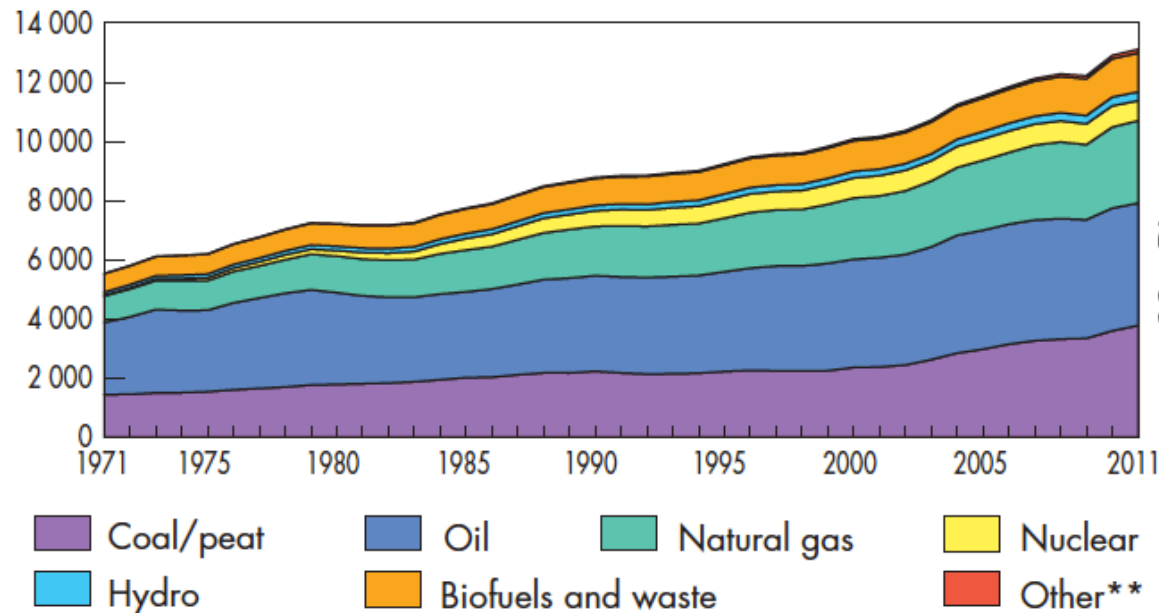 14 000
12 000
10 000
8 000
6 000
4 000
2 000
0
1971 1975 1980 1985 1990 1995 2000 2005 2011
Coal/peat Oil Natural gas Nuclear
Hydro Biofuels and waste Other**